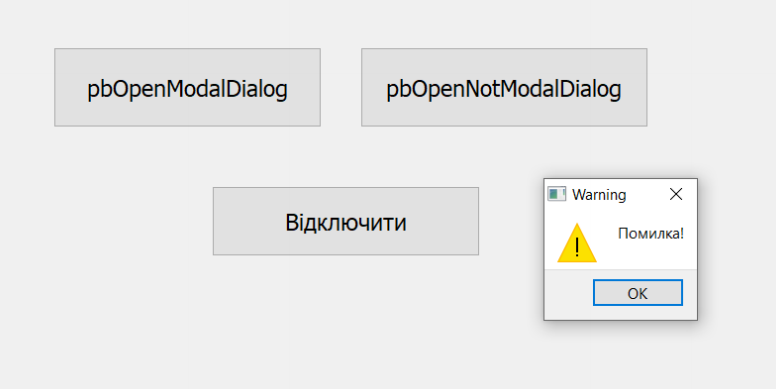 pbOpenModalDialog
pbOpenNotModalDialog
Відключити
Warning
Помилка!
OK